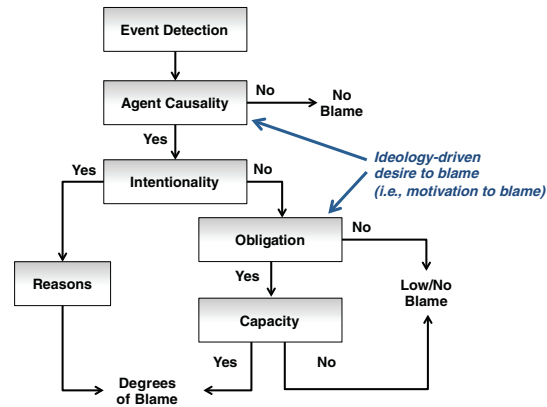 Event Detection
Agent Causality
No
No
Blame
Yes
Ideology-driven
desire to blame
(i.e., motivation to blame)
Yes
Intentionality
No
Obligation
No
Reasons
Yes
Low/No
Blame
Capacity
Yes
No
Degrees
of Blame